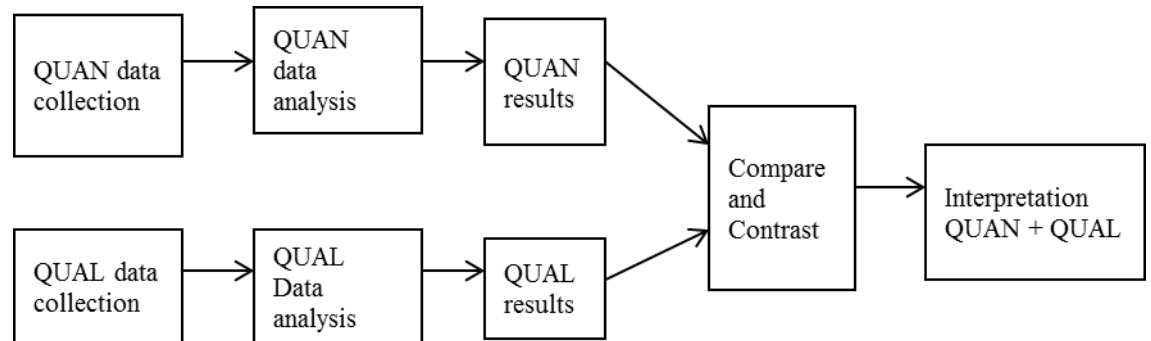 QUAN data
collection
QUAN
data
analysis
QUAN
results
Compare
and
Contrast
Interpretation
QUAN + QUAL
QUAL data
collection
QUAL
Data
analysis
QUAL
results